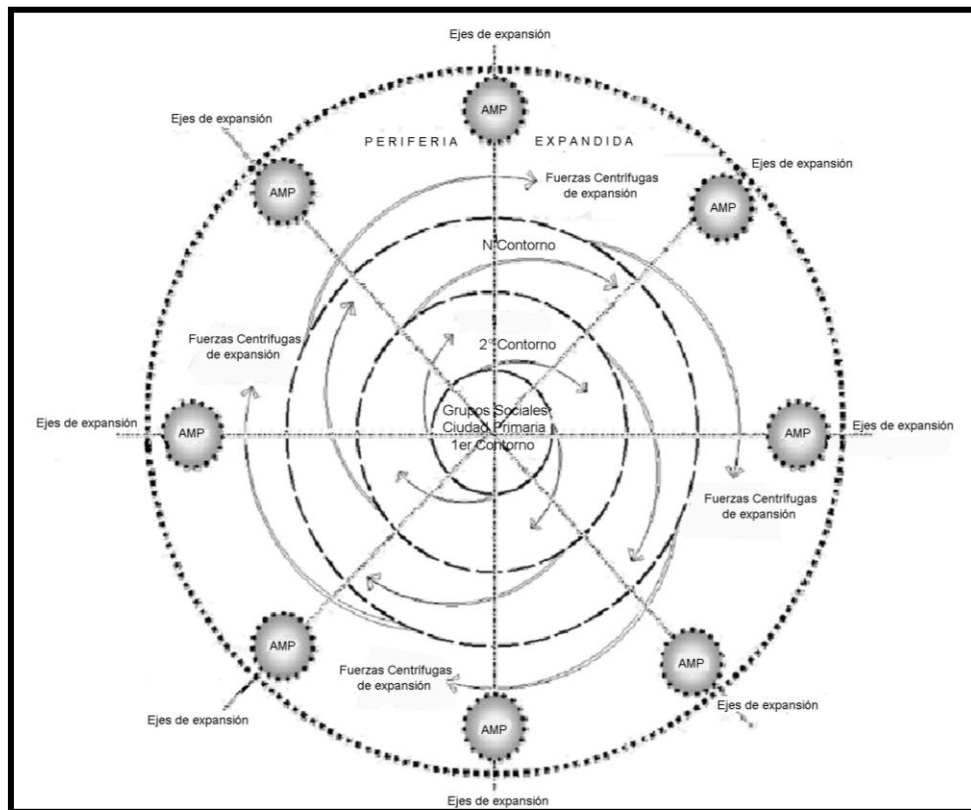 Ejes de expansión
AMP
Ejes de expansión
PERIFERIA EXPANDIDA
Ejes de expansión
Fuerzas Centrifugas
de expansión
AMP
AMP
N Contorno
Fuerzas Centrifugas
de expansión
2° Contorno
Grupos Sociales
Ciudad Primaria
1er Contorno
Ejes de expansión
AMP
AMP
Ejes de expansión
Fuerzas Centrifugas
de expansión
AMP
Fuerzas Centrifugas
de expansión
AMP
Ejes de expansión
Ejes de expansión
AMP
Ejes de expansión